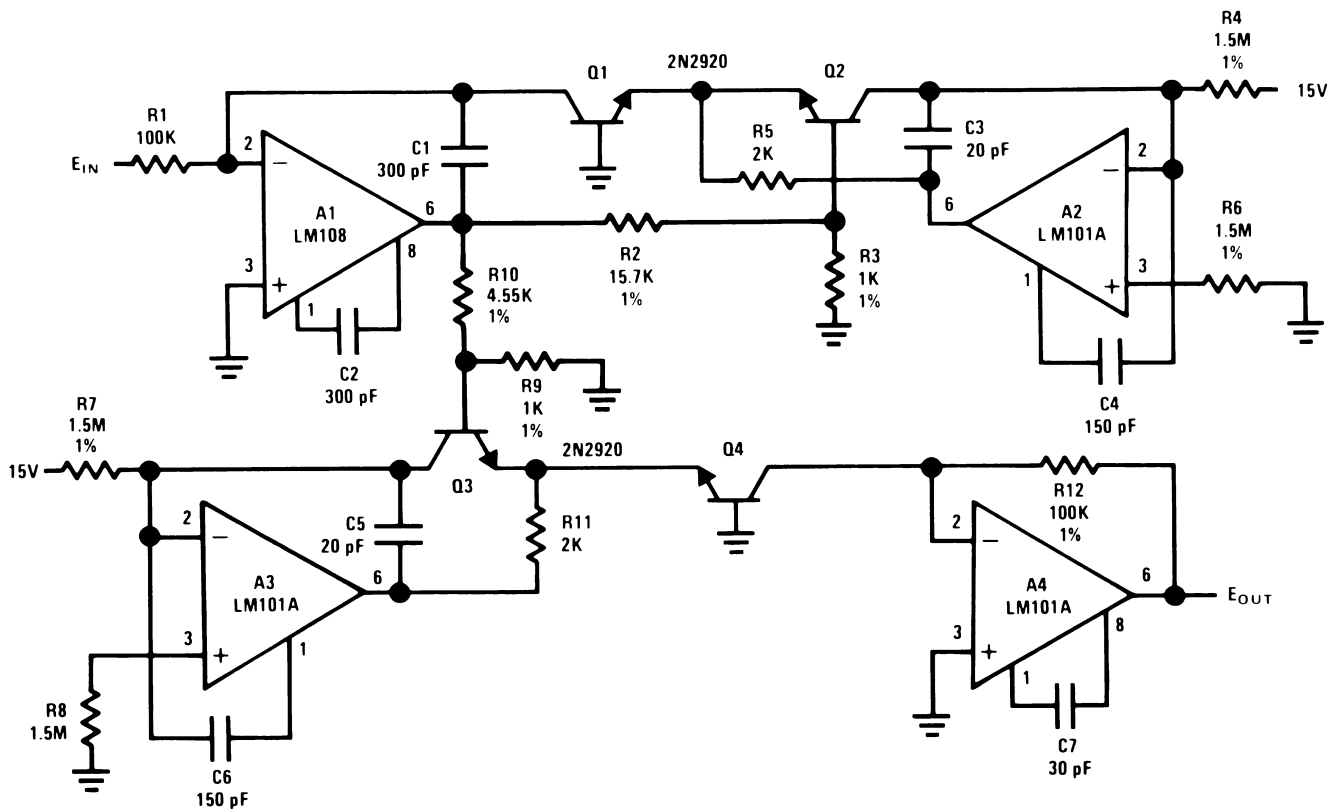 R4
1.5M
1%
15V
2N2920
Q1
Q2
R1
100K
E_IN
2
−
A1
LM108
3
+
6
8
1
C1
300 pF
C2
300 pF
R5
2K
C3
20 pF
2
−
A2
LM101A
6
3
+
1
R6
1.5M
1%
R2
15.7K
1%
R3
1K
1%
R10
4.55K
1%
R9
1K
1%
C4
150 pF
R7
1.5M
1%
15V
Q3
2N2920
Q4
2
−
A3
LM101A
6
3
+
1
C5
20 pF
R11
2K
R8
1.5M
C6
150 pF
R12
100K
1%
2
−
A4
LM101A
6
8
3
+
1
E_OUT
C7
30 pF